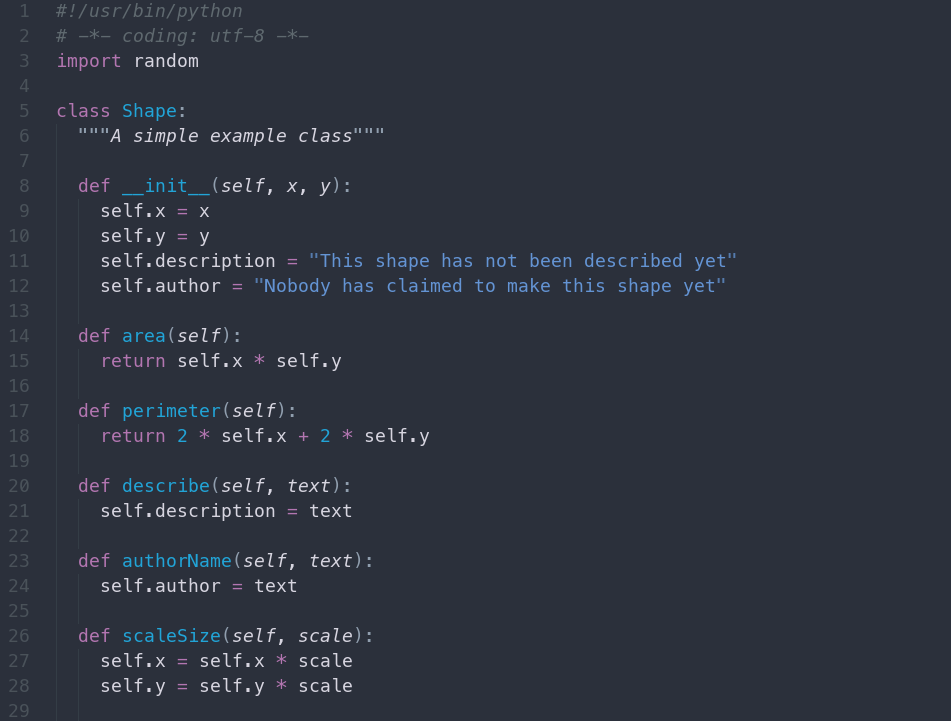 1 #!/usr/bin/python
2 # -*- coding: utf-8 -*-
3 import random
4
5 class Shape:
6   """A simple example class"""
7
8   def __init__(self, x, y):
9     self.x = x
10     self.y = y
11     self.description = "This shape has not been described yet"
12     self.author = "Nobody has claimed to make this shape yet"
13
14   def area(self):
15     return self.x * self.y
16
17   def perimeter(self):
18     return 2 * self.x + 2 * self.y
19
20   def describe(self, text):
21     self.description = text
22
23   def authorName(self, text):
24     self.author = text
25
26   def scaleSize(self, scale):
27     self.x = self.x * scale
28     self.y = self.y * scale
29